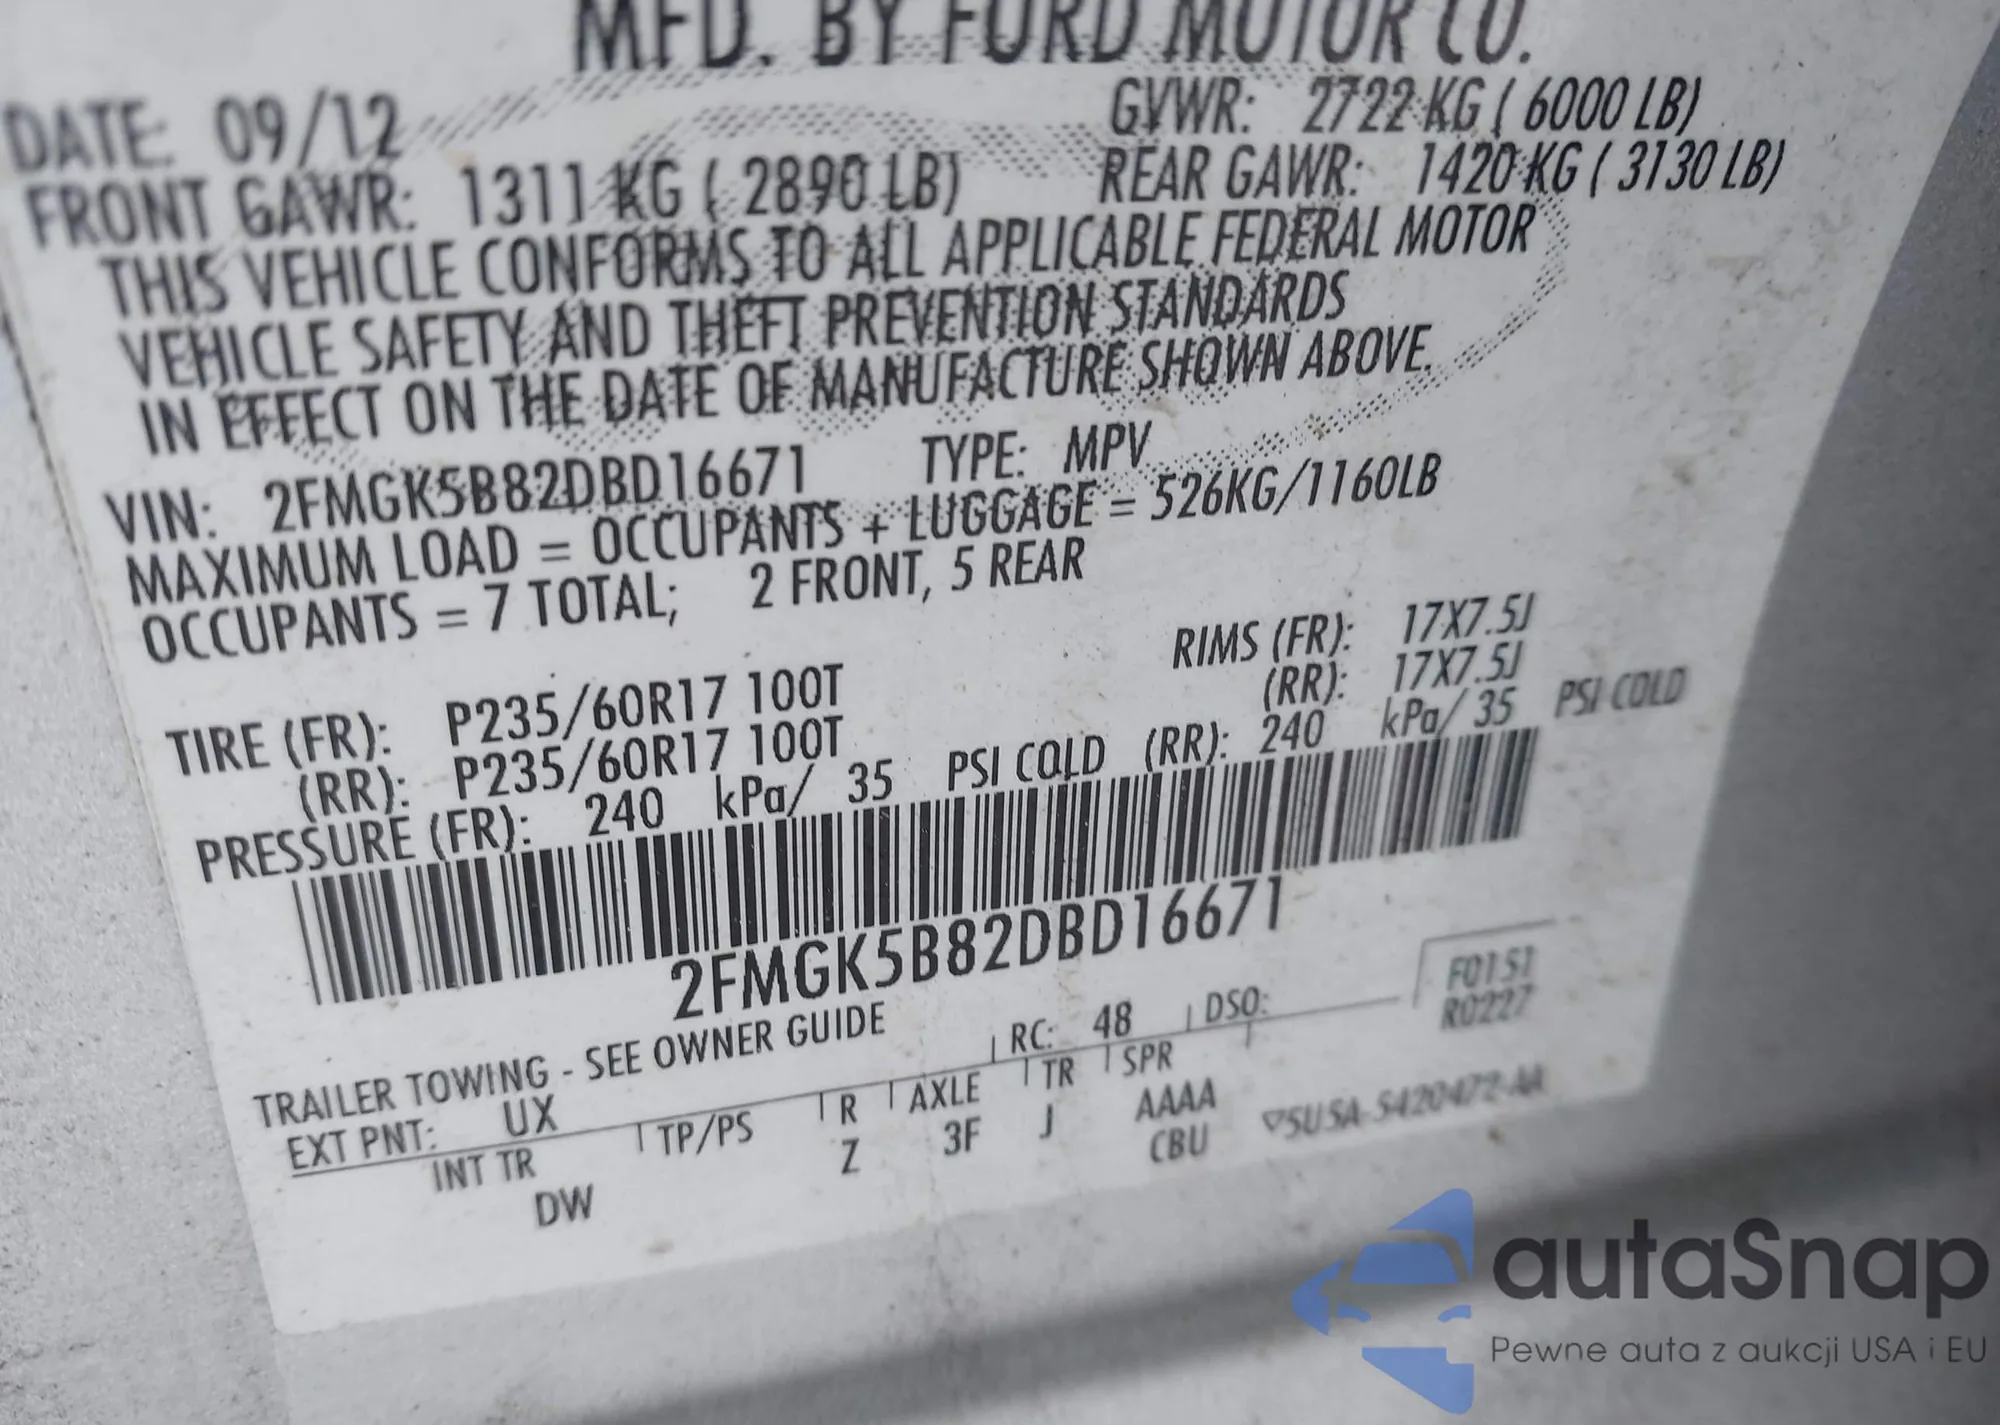 MFD. BY FORD MOTOR CO.
DATE: 09/12
GVWR: 2722 KG ( 6000 LB)
FRONT GAWR: 1311 KG ( 2890 LB)
REAR GAWR: 1420 KG ( 3130 LB)
THIS VEHICLE CONFORMS TO ALL APPLICABLE FEDERAL MOTOR
VEHICLE SAFETY AND THEFT PREVENTION STANDARDS
IN EFFECT ON THE DATE OF MANUFACTURE SHOWN ABOVE.
VIN: 2FMGK5B82DBD16671 TYPE: MPV
MAXIMUM LOAD = OCCUPANTS + LUGGAGE = 526KG/1160LB
OCCUPANTS = 7 TOTAL; 2 FRONT, 5 REAR
TIRE (FR): P235/60R17 100T RIMS (FR): 17X7.5J
(RR): P235/60R17 100T (RR): 17X7.5J
PRESSURE (FR): 240 kPa/ 35 PSI COLD (RR): 240 kPa/ 35 PSI COLD
2FMGK5B82DBD16671
TRAILER TOWING - SEE OWNER GUIDE
F0151
R0227
EXT PNT: UX RC: 48 DSO:
INT TR TP/PS R AXLE TR SPR
DW Z 3F J AAAA
CBU
▽5USA-5420472-AA
autaSnap
Pewne auta z aukcji USA i EU